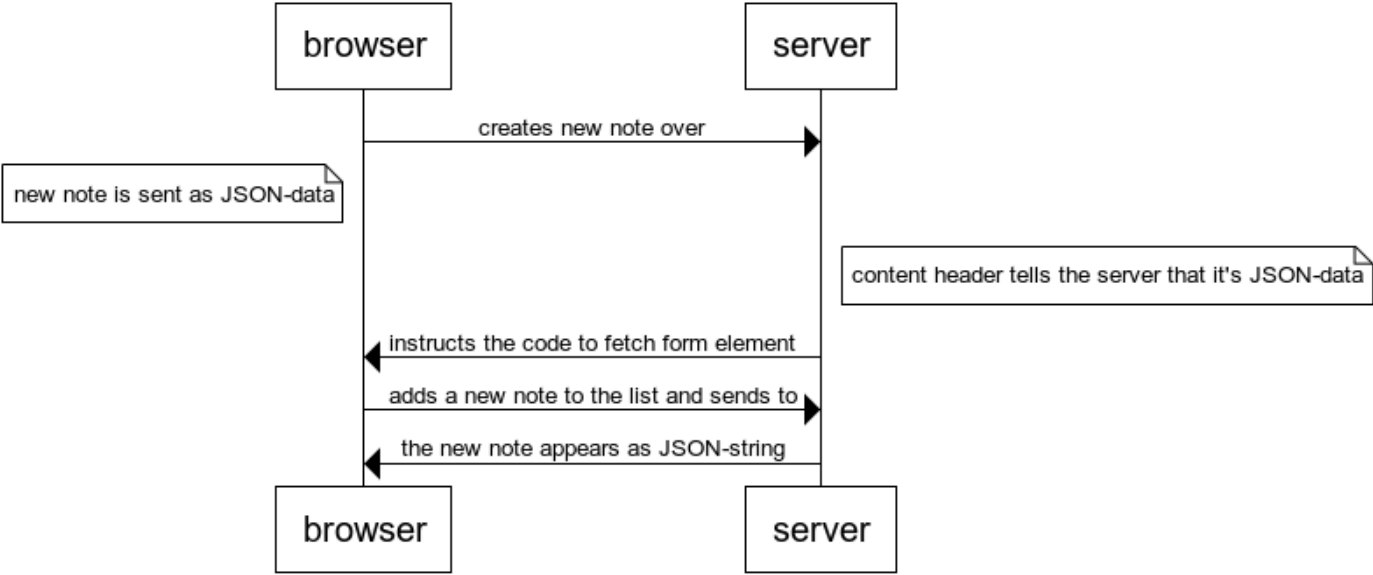 browser
server
creates new note over
new note is sent as JSON-data
content header tells the server that it's JSON-data
instructs the code to fetch form element
adds a new note to the list and sends to
the new note appears as JSON-string
browser
server